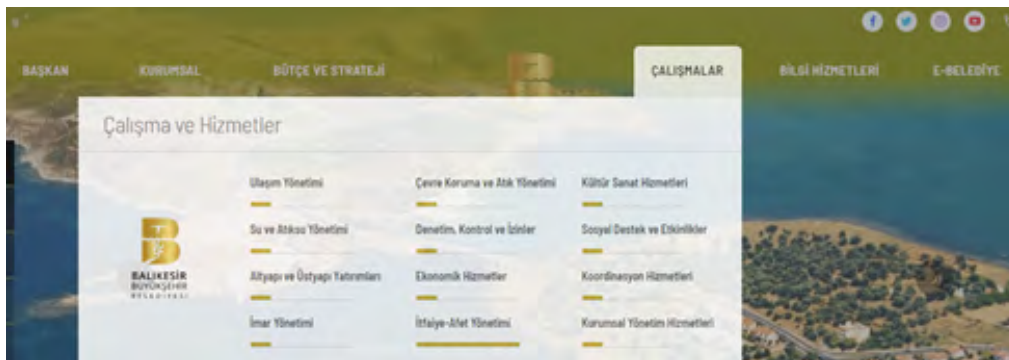 BAŞKAN KURUMSAL BÜTÇE VE STRATEJİ ÇALIŞMALAR BİLGİ HİZMETLERİ E-BELEDİYE
Çalışma ve Hizmetler
Ulaşım Yönetimi Çevre Koruma ve Atık Yönetimi Kültür Sanat Hizmetleri
Su ve Atıksu Yönetimi Denetim, Kontrol ve İzinler Sosyal Destek ve Etkinlikler
BALIKESİR
BÜYÜKŞEHİR
BELEDİYESİ
Altyapı ve Üstyapı Yatırımları Ekonomik Hizmetler Koordinasyon Hizmetleri
İmar Yönetimi İtfaiye-Afet Yönetimi Kurumsal Yönetim Hizmetleri